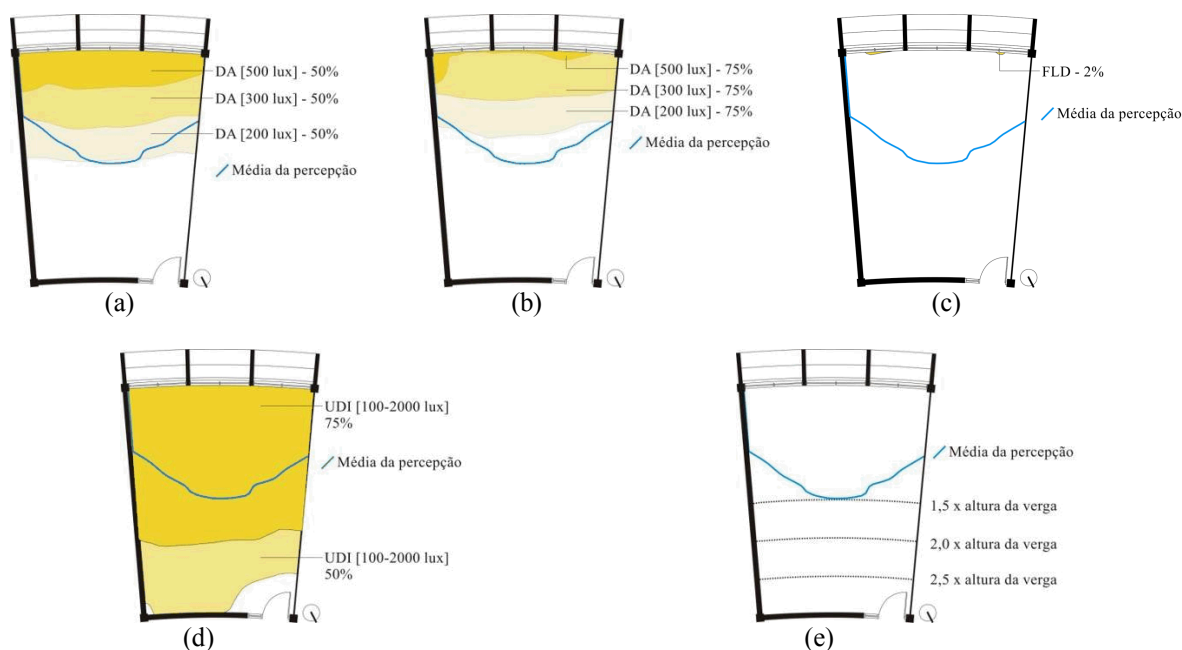 DA [500 lux] - 50%
DA [300 lux] - 50%
DA [200 lux] - 50%
Média da percepção
(a)
DA [500 lux] - 75%
DA [300 lux] - 75%
DA [200 lux] - 75%
Média da percepção
(b)
FLD - 2%
Média da percepção
(c)
UDI [100-2000 lux]
75%
Média da percepção
UDI [100-2000 lux]
50%
(d)
Média da percepção
1,5 x altura da verga
2,0 x altura da verga
2,5 x altura da verga
(e)